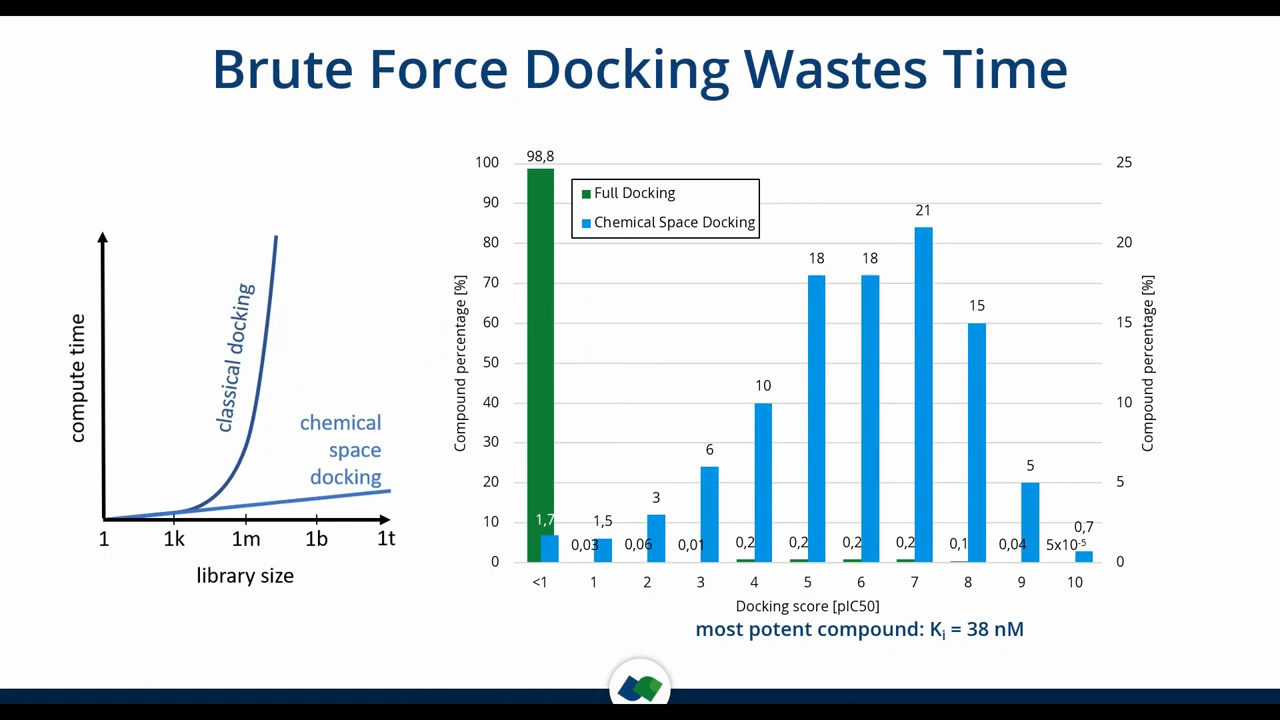 Brute Force Docking Wastes Time
compute time
classical docking
chemical
space
docking
1 1k 1m 1b 1t
library size
Compound percentage [%]
100
90
80
70
60
50
40
30
20
10
0
Full Docking
Chemical Space Docking
98,8
1,7
0,03
1,5
0,06
3
0,01
6
0,2
10
0,2
18
0,2
18
0,2
21
0,1
15
0,04
5
5x10-5
0,7
<1 1 2 3 4 5 6 7 8 9 10
Docking score [pIC50]
25
20
15
10
5
0
Compound percentage [%]
most potent compound: Ki = 38 nM